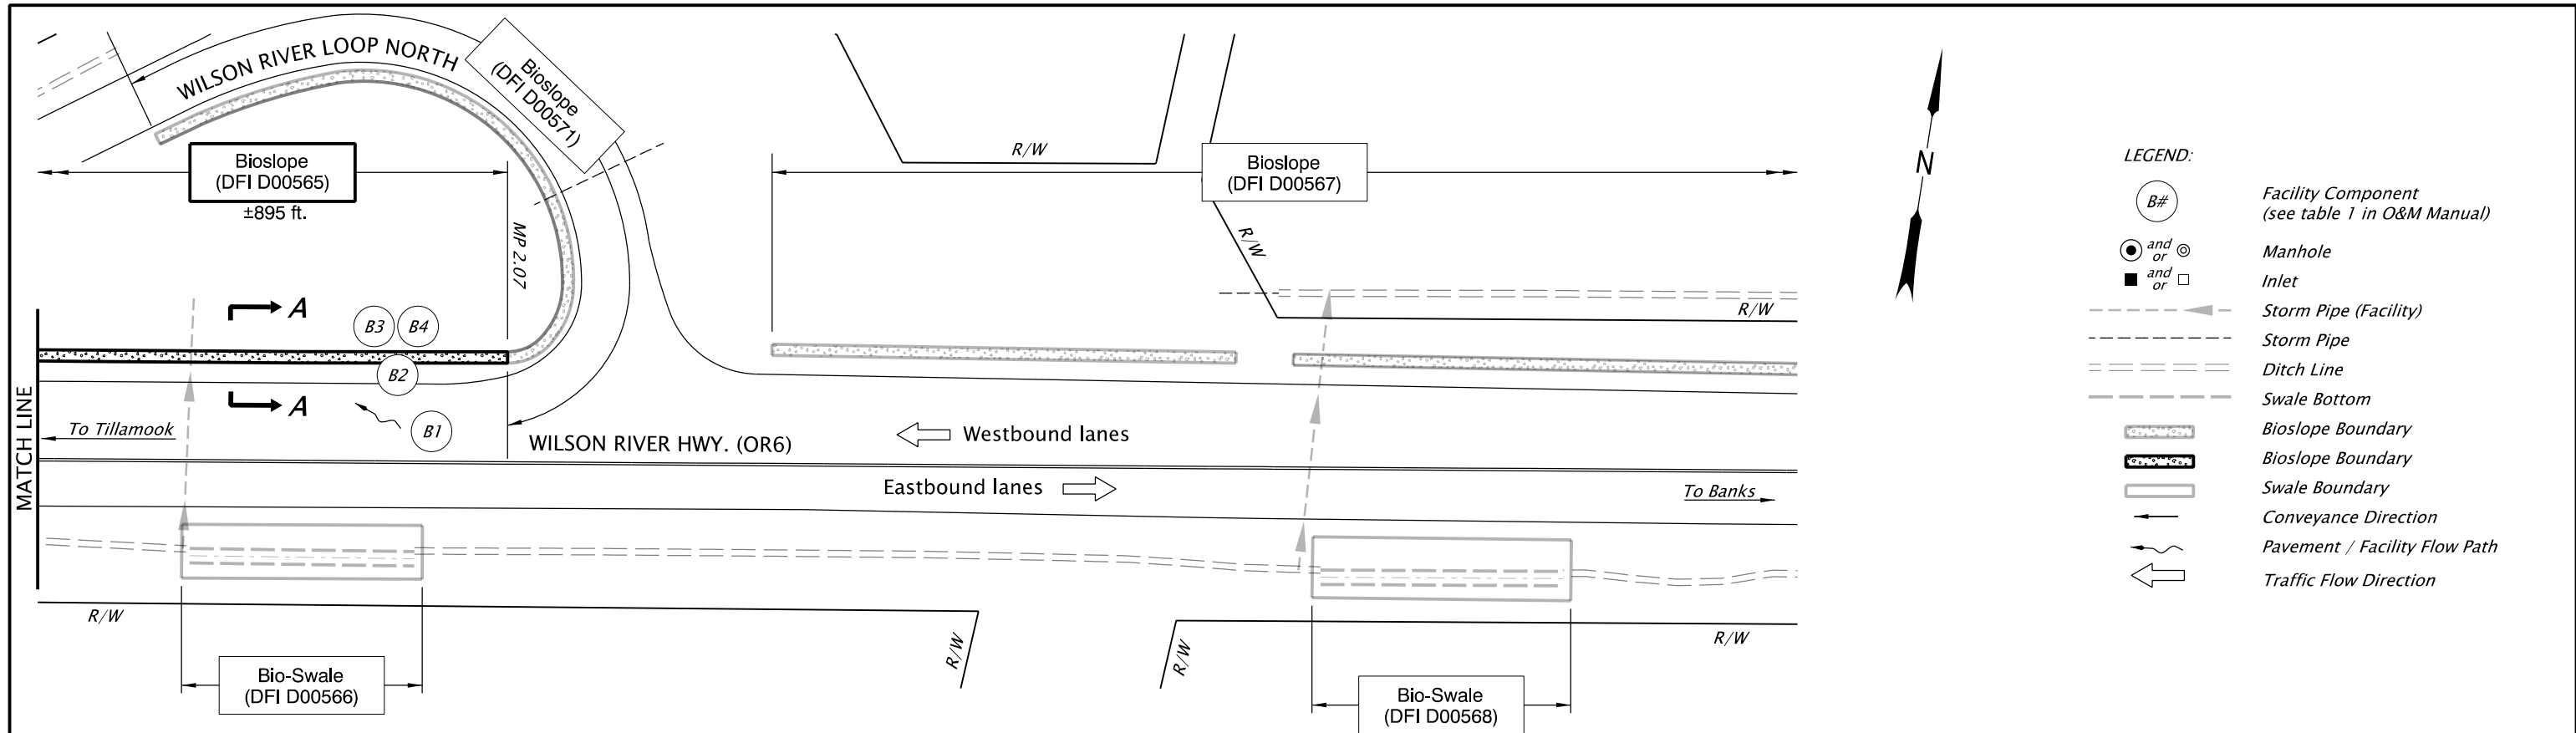 WILSON RIVER LOOP NORTH
Bioslope
(DFI D00571)
Bioslope
(DFI D00565)
±895 ft.
MP 2.07
R/W
Bioslope
(DFI D00567)
R/W
R/W
A
B3
B4
B2
A
B1
MATCH LINE
To Tillamook
WILSON RIVER HWY. (OR6)
Westbound lanes
Eastbound lanes
To Banks
R/W
R/W
R/W
R/W
Bio-Swale
(DFI D00566)
Bio-Swale
(DFI D00568)
N
LEGEND:
B#
Facility Component
(see table 1 in O&M Manual)
and
or
Manhole
and
or
Inlet
Storm Pipe (Facility)
Storm Pipe
Ditch Line
Swale Bottom
Bioslope Boundary
Bioslope Boundary
Swale Boundary
Conveyance Direction
Pavement / Facility Flow Path
Traffic Flow Direction